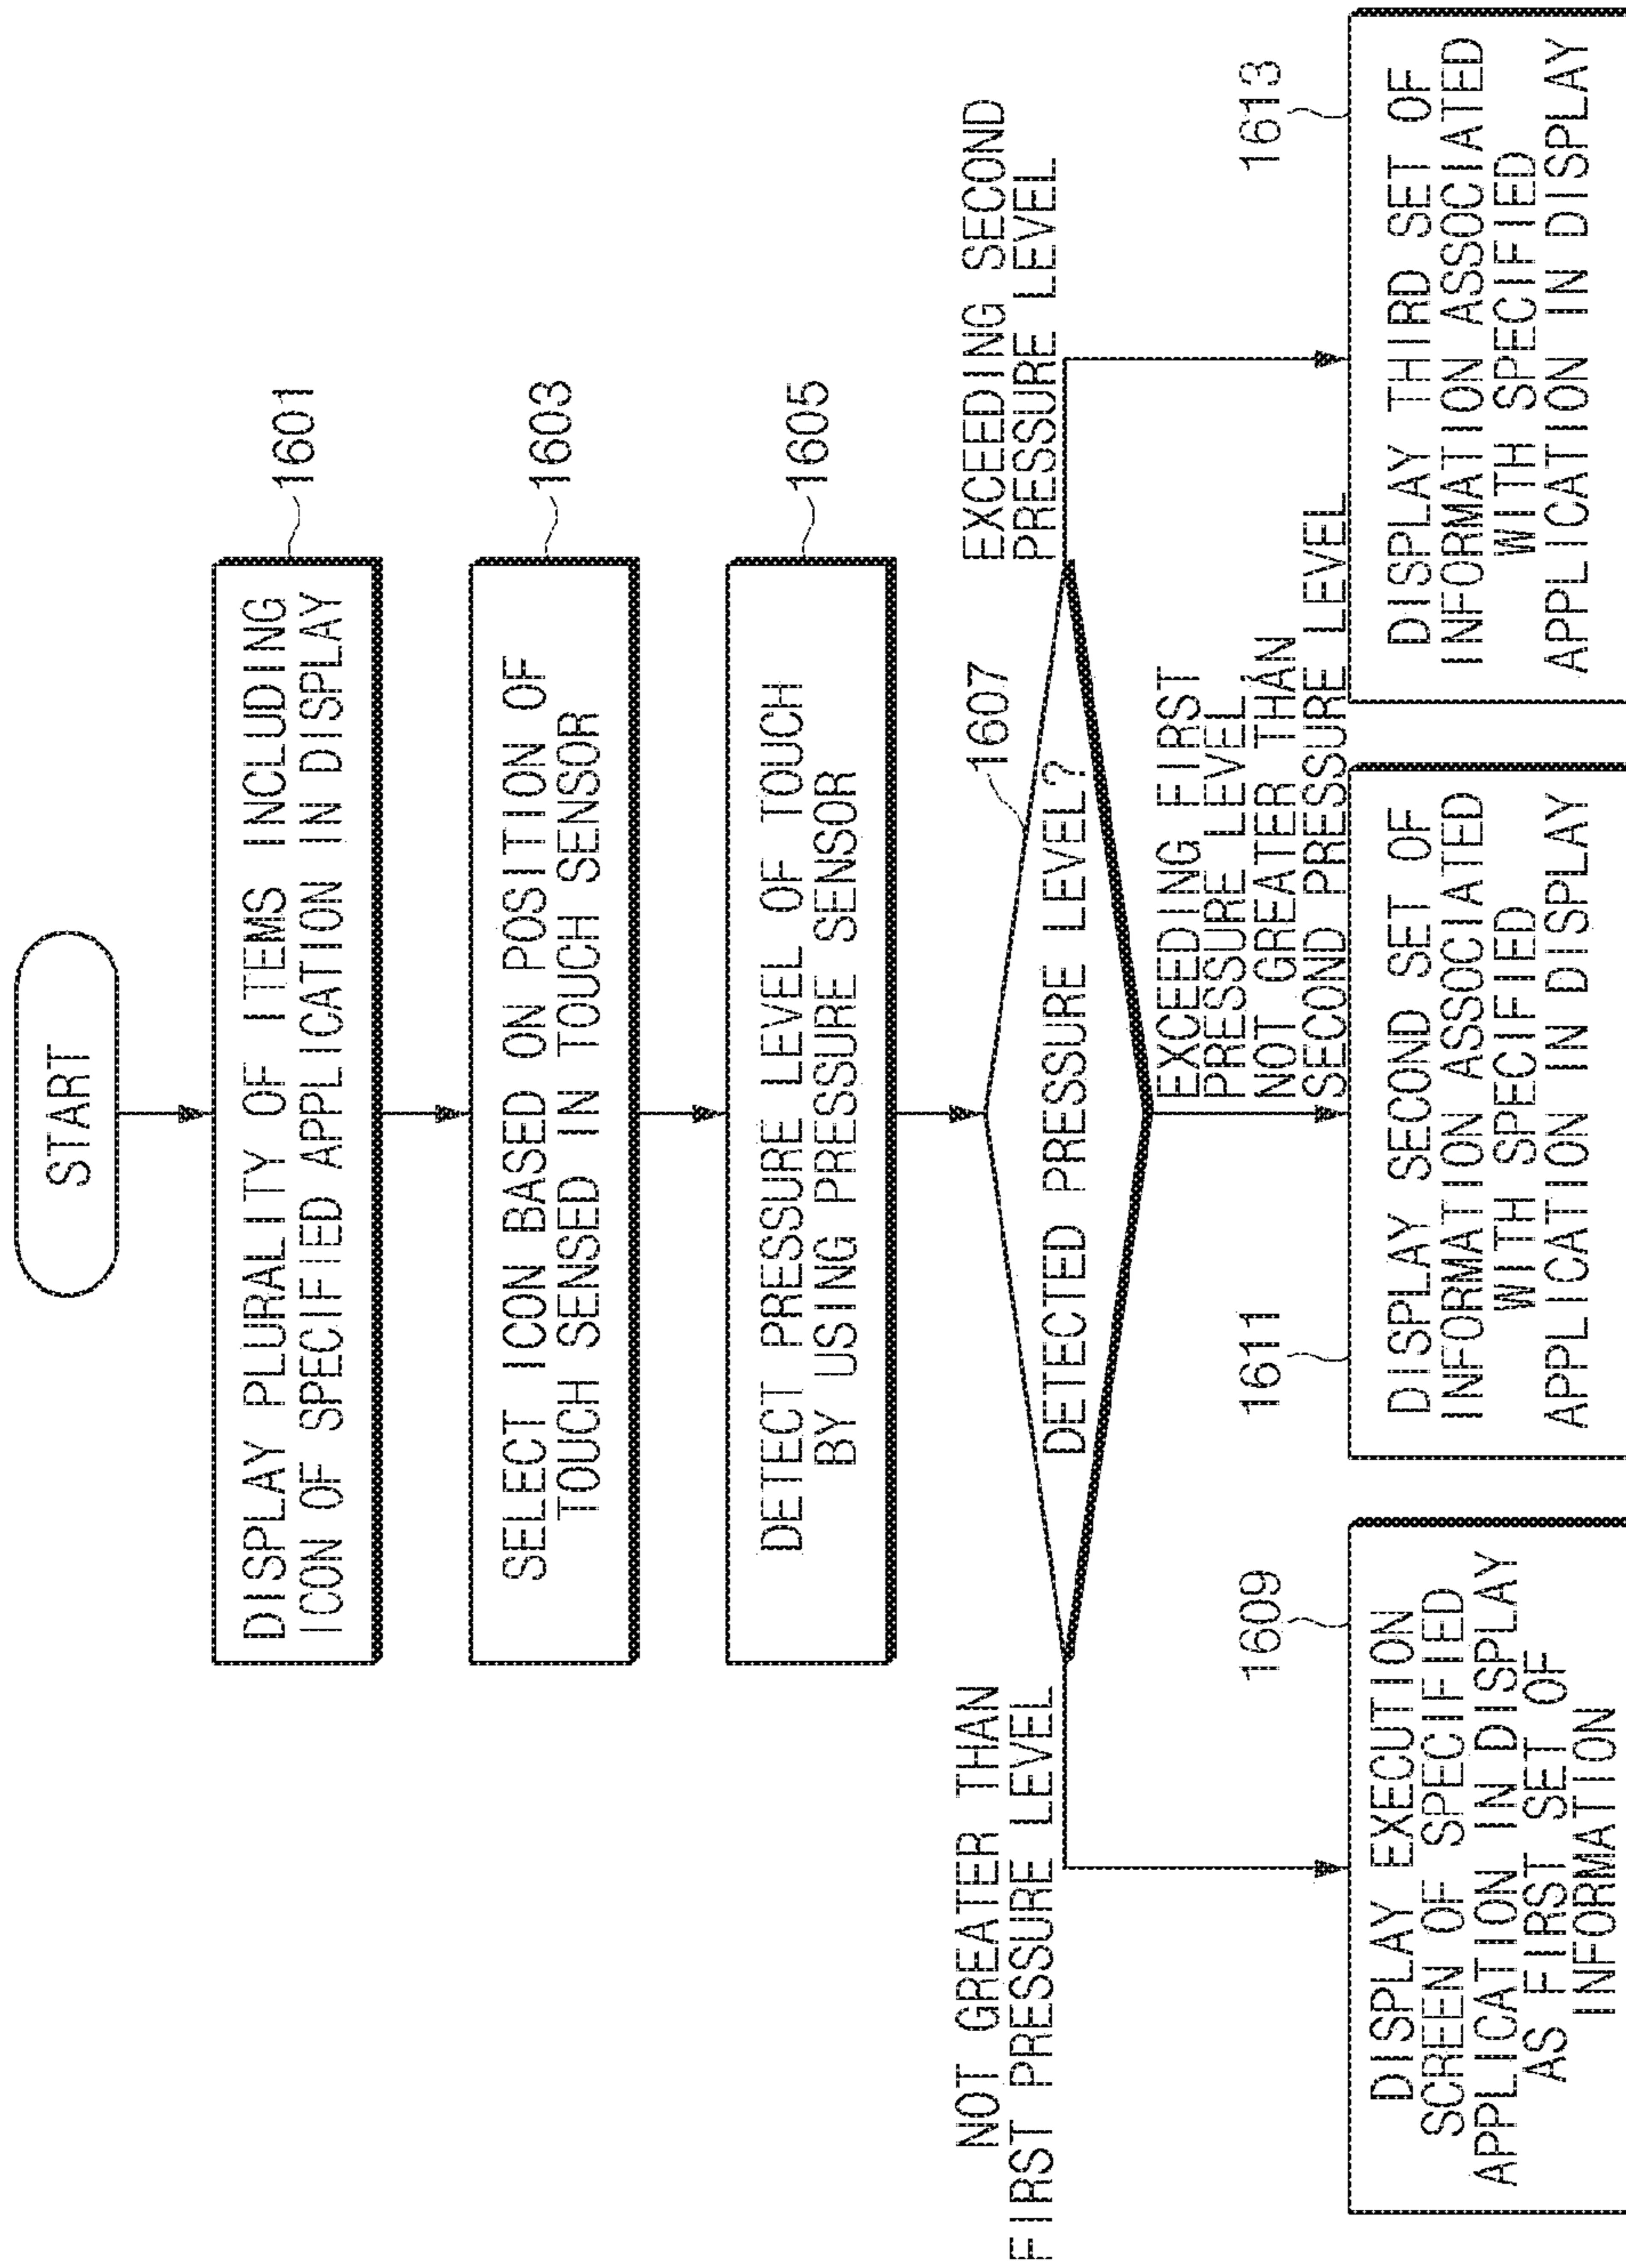 START
1601
DISPLAY PLURALITY OF ITEMS INCLUDING
ICON OF SPECIFIED APPLICATION IN DISPLAY
1603
SELECT ICON BASED ON POSITION OF
TOUCH SENSED IN TOUCH SENSOR
1605
DETECT PRESSURE LEVEL OF TOUCH
BY USING PRESSURE SENSOR
1607
DETECTED PRESSURE LEVEL?
NOT GREATER THAN
FIRST PRESSURE LEVEL
EXCEEDING FIRST
PRESSURE LEVEL
NOT GREATER THAN
SECOND PRESSURE LEVEL
EXCEEDING SECOND
PRESSURE LEVEL
1609
DISPLAY EXECUTION
SCREEN OF SPECIFIED
APPLICATION IN DISPLAY
AS FIRST SET OF
INFORMATION
1611
DISPLAY SECOND SET OF
INFORMATION ASSOCIATED
WITH SPECIFIED
APPLICATION IN DISPLAY
1613
DISPLAY THIRD SET OF
INFORMATION ASSOCIATED
WITH SPECIFIED
APPLICATION IN DISPLAY